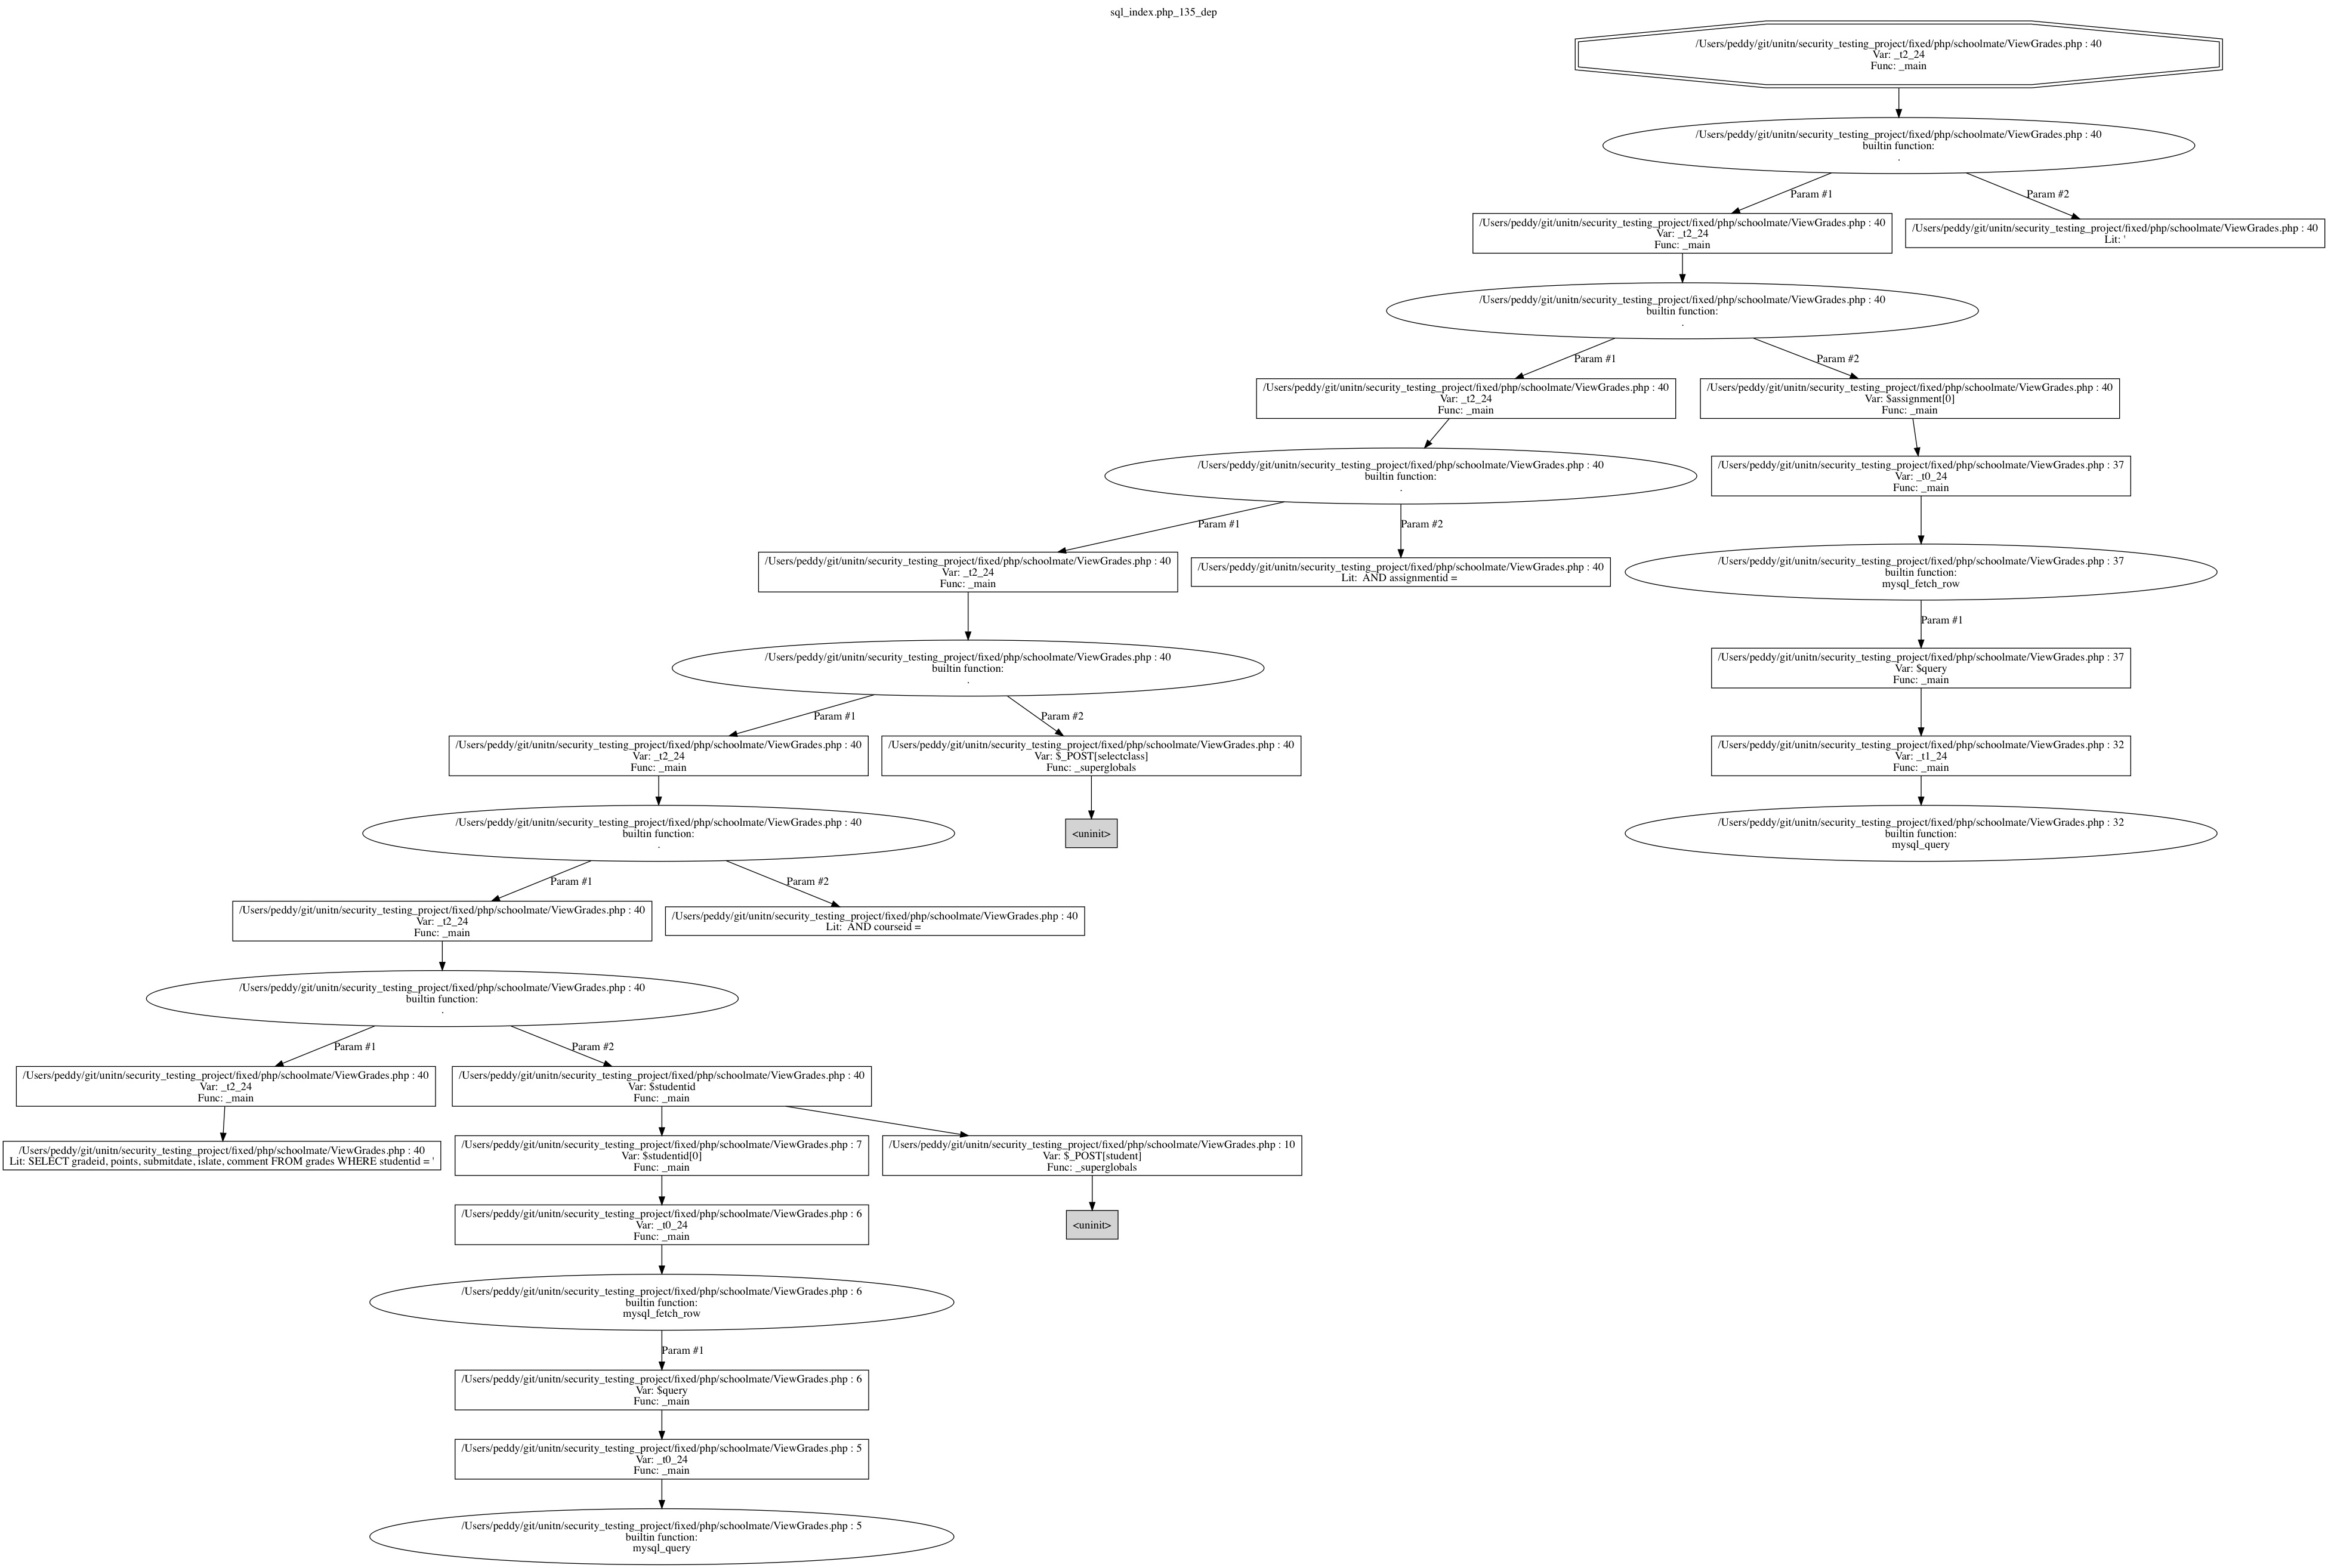 sql_index.php_135_dep
/Users/peddy/git/unitn/security_testing_project/fixed/php/schoolmate/ViewGrades.php : 40
Var: _t2_24
Func: _main
/Users/peddy/git/unitn/security_testing_project/fixed/php/schoolmate/ViewGrades.php : 40
builtin function:
.
Param #1
Param #2
/Users/peddy/git/unitn/security_testing_project/fixed/php/schoolmate/ViewGrades.php : 40
Var: _t2_24
Func: _main
/Users/peddy/git/unitn/security_testing_project/fixed/php/schoolmate/ViewGrades.php : 40
Lit: '
/Users/peddy/git/unitn/security_testing_project/fixed/php/schoolmate/ViewGrades.php : 40
builtin function:
.
Param #1
Param #2
/Users/peddy/git/unitn/security_testing_project/fixed/php/schoolmate/ViewGrades.php : 40
Var: _t2_24
Func: _main
/Users/peddy/git/unitn/security_testing_project/fixed/php/schoolmate/ViewGrades.php : 40
Var: $assignment[0]
Func: _main
/Users/peddy/git/unitn/security_testing_project/fixed/php/schoolmate/ViewGrades.php : 40
builtin function:
.
/Users/peddy/git/unitn/security_testing_project/fixed/php/schoolmate/ViewGrades.php : 37
Var: _t0_24
Func: _main
Param #1
Param #2
/Users/peddy/git/unitn/security_testing_project/fixed/php/schoolmate/ViewGrades.php : 40
Var: _t2_24
Func: _main
/Users/peddy/git/unitn/security_testing_project/fixed/php/schoolmate/ViewGrades.php : 40
Lit:  AND assignmentid =
/Users/peddy/git/unitn/security_testing_project/fixed/php/schoolmate/ViewGrades.php : 37
builtin function:
mysql_fetch_row
Param #1
/Users/peddy/git/unitn/security_testing_project/fixed/php/schoolmate/ViewGrades.php : 40
builtin function:
.
/Users/peddy/git/unitn/security_testing_project/fixed/php/schoolmate/ViewGrades.php : 37
Var: $query
Func: _main
Param #1
Param #2
/Users/peddy/git/unitn/security_testing_project/fixed/php/schoolmate/ViewGrades.php : 40
Var: _t2_24
Func: _main
/Users/peddy/git/unitn/security_testing_project/fixed/php/schoolmate/ViewGrades.php : 40
Var: $_POST[selectclass]
Func: _superglobals
/Users/peddy/git/unitn/security_testing_project/fixed/php/schoolmate/ViewGrades.php : 32
Var: _t1_24
Func: _main
/Users/peddy/git/unitn/security_testing_project/fixed/php/schoolmate/ViewGrades.php : 40
builtin function:
.
<uninit>
/Users/peddy/git/unitn/security_testing_project/fixed/php/schoolmate/ViewGrades.php : 32
builtin function:
mysql_query
Param #1
Param #2
/Users/peddy/git/unitn/security_testing_project/fixed/php/schoolmate/ViewGrades.php : 40
Var: _t2_24
Func: _main
/Users/peddy/git/unitn/security_testing_project/fixed/php/schoolmate/ViewGrades.php : 40
Lit:  AND courseid =
/Users/peddy/git/unitn/security_testing_project/fixed/php/schoolmate/ViewGrades.php : 40
builtin function:
.
Param #1
Param #2
/Users/peddy/git/unitn/security_testing_project/fixed/php/schoolmate/ViewGrades.php : 40
Var: _t2_24
Func: _main
/Users/peddy/git/unitn/security_testing_project/fixed/php/schoolmate/ViewGrades.php : 40
Var: $studentid
Func: _main
/Users/peddy/git/unitn/security_testing_project/fixed/php/schoolmate/ViewGrades.php : 40
Lit: SELECT gradeid, points, submitdate, islate, comment FROM grades WHERE studentid = '
/Users/peddy/git/unitn/security_testing_project/fixed/php/schoolmate/ViewGrades.php : 7
Var: $studentid[0]
Func: _main
/Users/peddy/git/unitn/security_testing_project/fixed/php/schoolmate/ViewGrades.php : 10
Var: $_POST[student]
Func: _superglobals
/Users/peddy/git/unitn/security_testing_project/fixed/php/schoolmate/ViewGrades.php : 6
Var: _t0_24
Func: _main
<uninit>
/Users/peddy/git/unitn/security_testing_project/fixed/php/schoolmate/ViewGrades.php : 6
builtin function:
mysql_fetch_row
Param #1
/Users/peddy/git/unitn/security_testing_project/fixed/php/schoolmate/ViewGrades.php : 6
Var: $query
Func: _main
/Users/peddy/git/unitn/security_testing_project/fixed/php/schoolmate/ViewGrades.php : 5
Var: _t0_24
Func: _main
/Users/peddy/git/unitn/security_testing_project/fixed/php/schoolmate/ViewGrades.php : 5
builtin function:
mysql_query